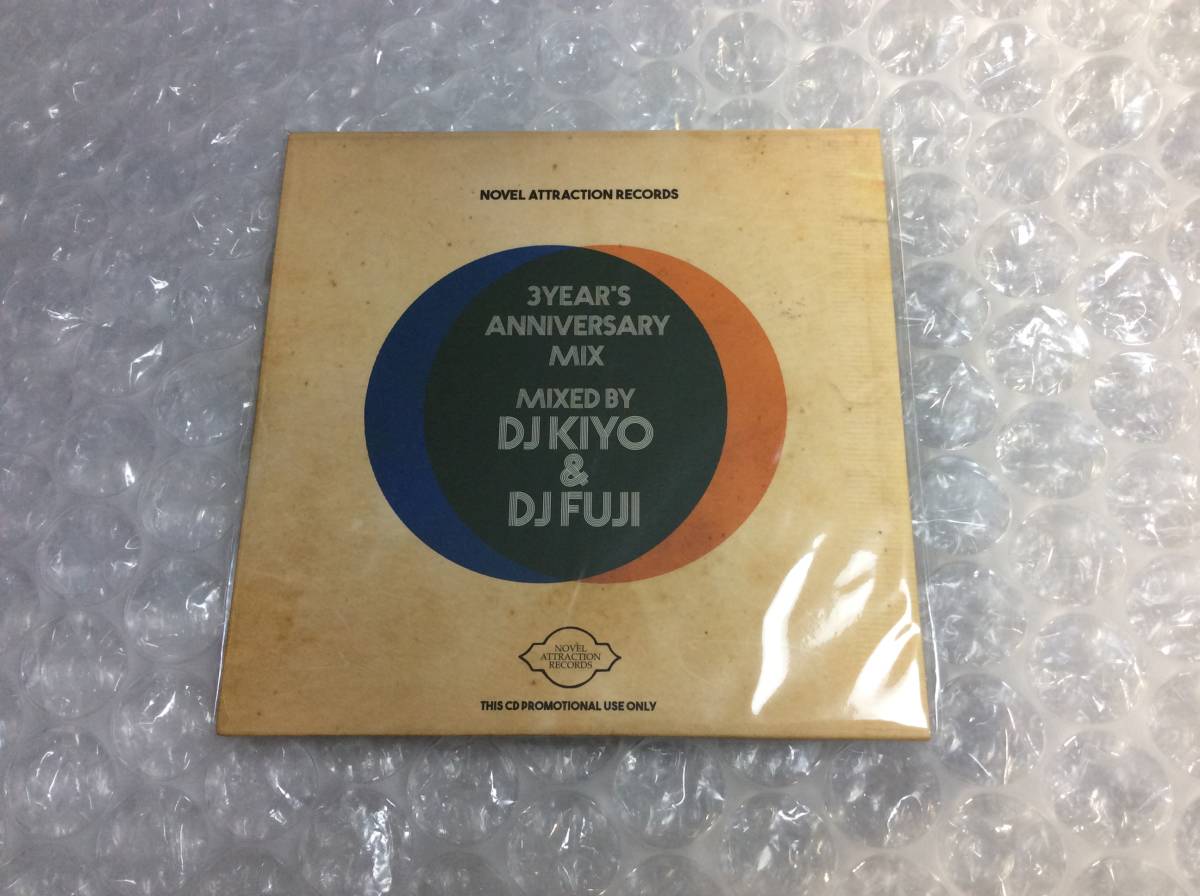 NOVEL ATTRACTION RECORDS
3YEAR'S
ANNIVERSARY
MIX
MIXED BY
DJ KIYO
&
DJ FUJI
NOVEL
ATTRACTION
RECORDS
THIS CD PROMOTIONAL USE ONLY